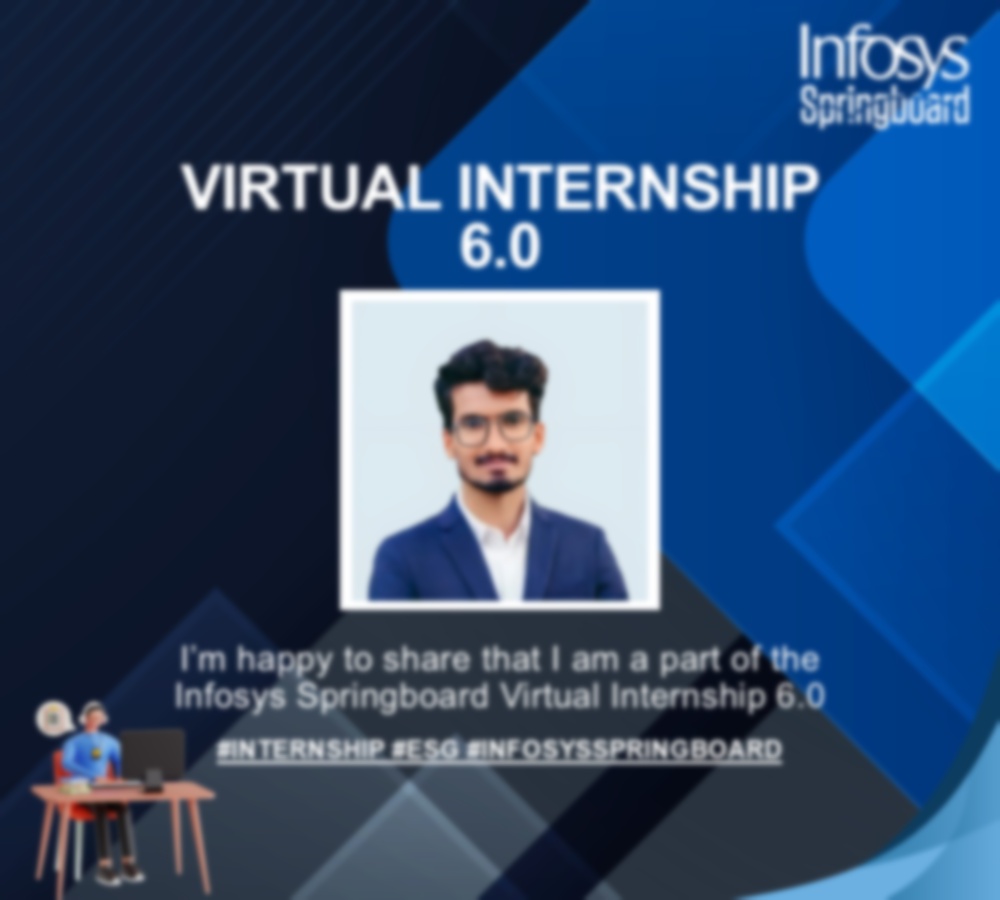 Infosys
Springboard
VIRTUAL INTERNSHIP
6.0
I'm happy to share that I am a part of the
Infosys Springboard Virtual Internship 6.0
#INTERNSHIP #ESG #INFOSYSSPRINGBOARD